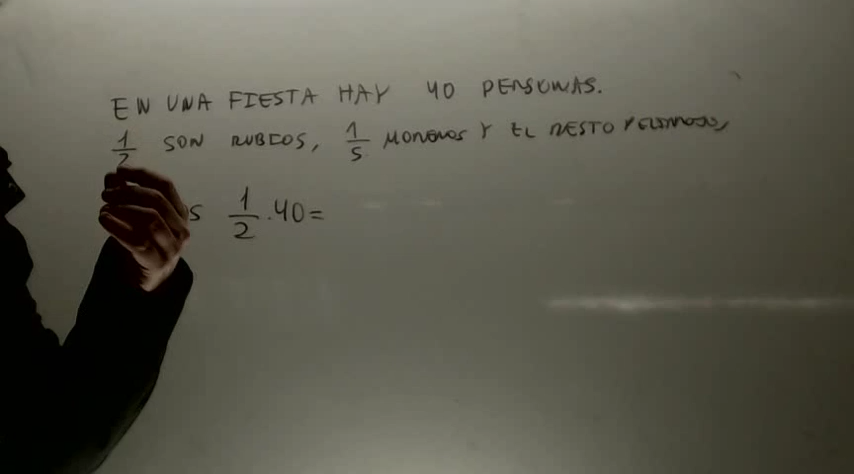 EN UNA FIESTA HAY 40 PERSONAS.
1/2 SON RUBIOS, 1/5 MORENOS Y EL RESTO PELIRROJOS,
S 1/2 . 40 =